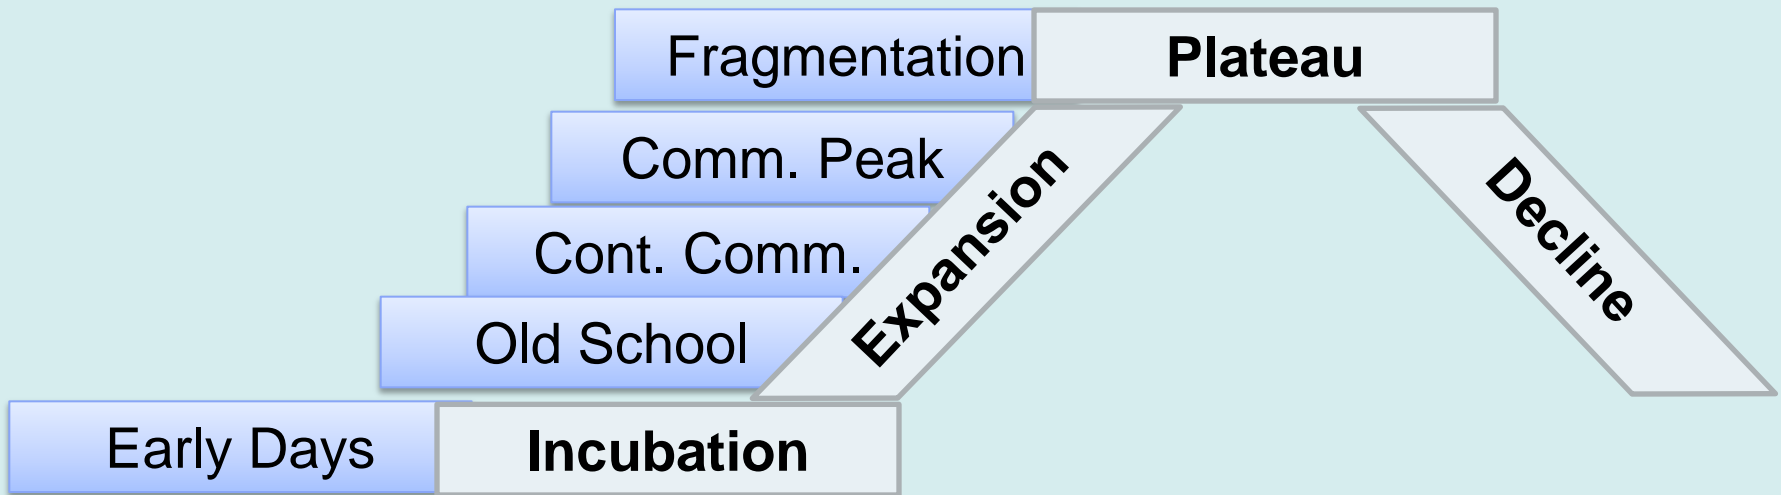 Fragmentation
Plateau
Comm. Peak
Cont. Comm.
Old School
Expansion
Decline
Early Days
Incubation